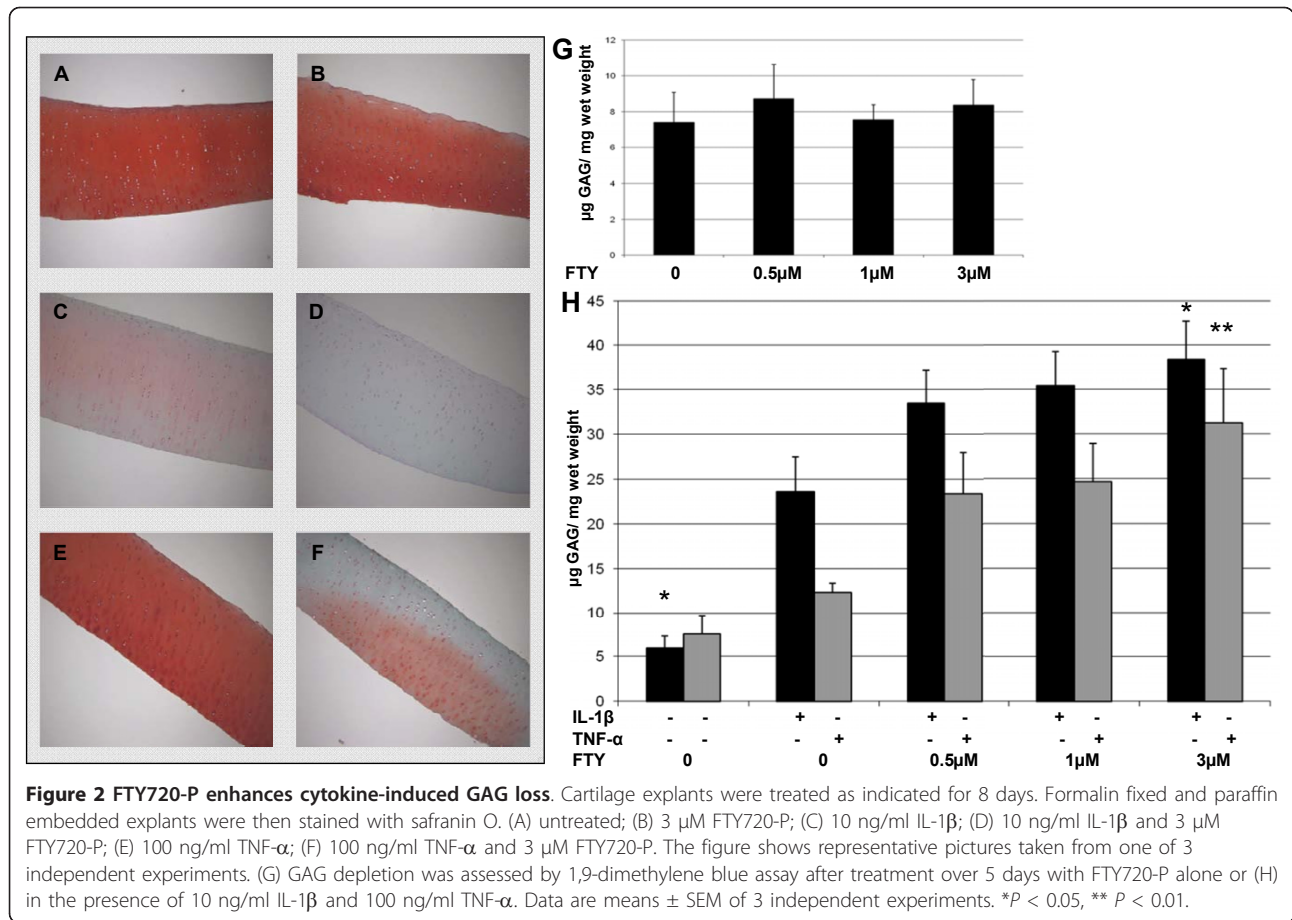 A
B
C
D
E
F
G
µg GAG/ mg wet weight
12
10
8
6
4
2
0
FTY 0 0.5µM 1µM 3µM
H
µg GAG/ mg wet weight
45
40
35
30
25
20
15
10
5
0
*
*
**
IL-1β - - + - + - + - + -
TNF-α - - - + - + - + - +
FTY 0 0 0.5µM 1µM 3µM
Figure 2 FTY720-P enhances cytokine-induced GAG loss. Cartilage explants were treated as indicated for 8 days. Formalin fixed and paraffin
embedded explants were then stained with safranin O. (A) untreated; (B) 3 μM FTY720-P; (C) 10 ng/ml IL-1β; (D) 10 ng/ml IL-1β and 3 μM
FTY720-P; (E) 100 ng/ml TNF-α; (F) 100 ng/ml TNF-α and 3 μM FTY720-P. The figure shows representative pictures taken from one of 3
independent experiments. (G) GAG depletion was assessed by 1,9-dimethylene blue assay after treatment over 5 days with FTY720-P alone or (H)
in the presence of 10 ng/ml IL-1β and 100 ng/ml TNF-α. Data are means ± SEM of 3 independent experiments. *P < 0.05, ** P < 0.01.